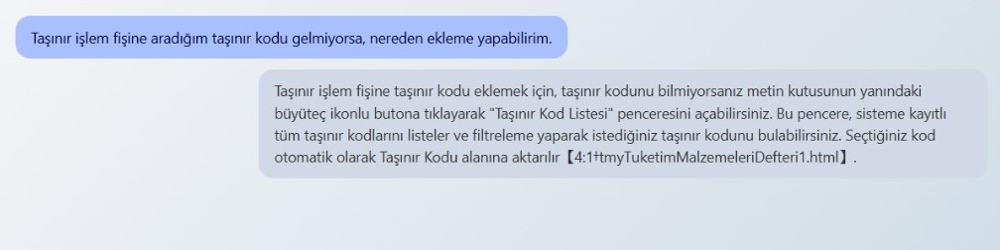 Taşınır işlem fişine aradığım taşınır kodu gelmiyorsa, nereden ekleme yapabilirim.
Taşınır işlem fişine taşınır kodu eklemek için, taşınır kodunu bilmiyorsanız metin kutusunun yanındaki
büyüteç ikonlu butona tıklayarak "Taşınır Kod Listesi" penceresini açabilirsiniz. Bu pencere, sisteme kayıtlı
tüm taşınır kodlarını listeler ve filtreleme yaparak istediğiniz taşınır kodunu bulabilirsiniz. Seçtiğiniz kod
otomatik olarak Taşınır Kodu alanına aktarılır【4:1†tmyTuketimMalzemeleriDefteri1.html】.